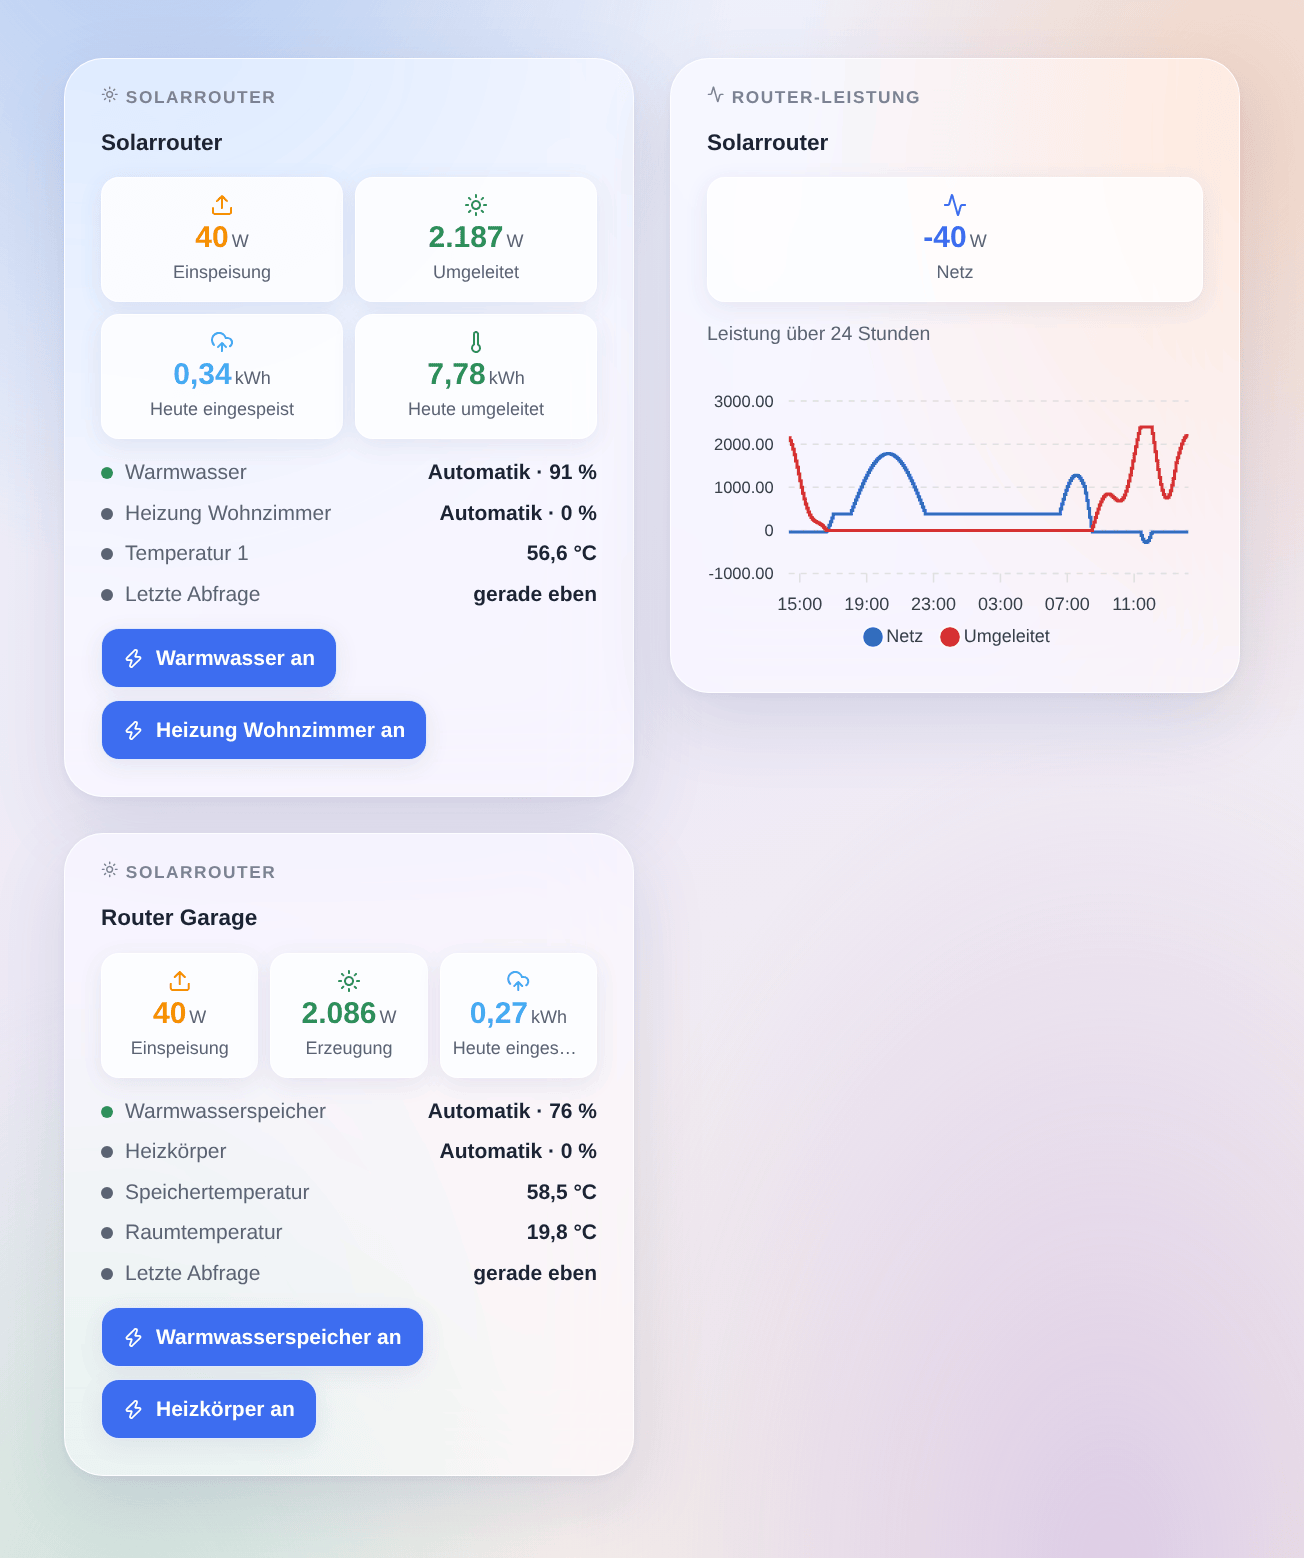 SOLARROUTER
Solarrouter
40 W
Einspeisung
2.187 W
Umgeleitet
0,34 kWh
Heute eingespeist
7,78 kWh
Heute umgeleitet
Warmwasser Automatik · 91 %
Heizung Wohnzimmer Automatik · 0 %
Temperatur 1 56,6 °C
Letzte Abfrage gerade eben
Warmwasser an
Heizung Wohnzimmer an
ROUTER-LEISTUNG
Solarrouter
-40 W
Netz
Leistung über 24 Stunden
3000.00
2000.00
1000.00
0
-1000.00
15:00 19:00 23:00 03:00 07:00 11:00
Netz Umgeleitet
SOLARROUTER
Router Garage
40 W
Einspeisung
2.086 W
Erzeugung
0,27 kWh
Heute einges…
Warmwasserspeicher Automatik · 76 %
Heizkörper Automatik · 0 %
Speichertemperatur 58,5 °C
Raumtemperatur 19,8 °C
Letzte Abfrage gerade eben
Warmwasserspeicher an
Heizkörper an